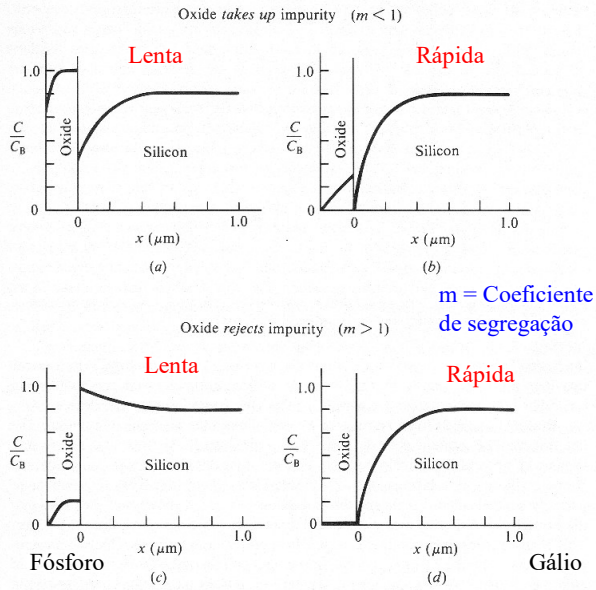 Oxide takes up impurity (m < 1)
Lenta
Rápida
1.0
C
C_B
0
Oxide
Silicon
0
1.0
x (μm)
(a)
1.0
C
C_B
0
Oxide
Silicon
0
1.0
x (μm)
(b)
m = Coeficiente
de segregação
Oxide rejects impurity (m > 1)
Lenta
Rápida
1.0
C
C_B
0
Oxide
Silicon
0
1.0
x (μm)
Fósforo
(c)
1.0
C
C_B
0
Oxide
Silicon
0
1.0
x (μm)
Gálio
(d)